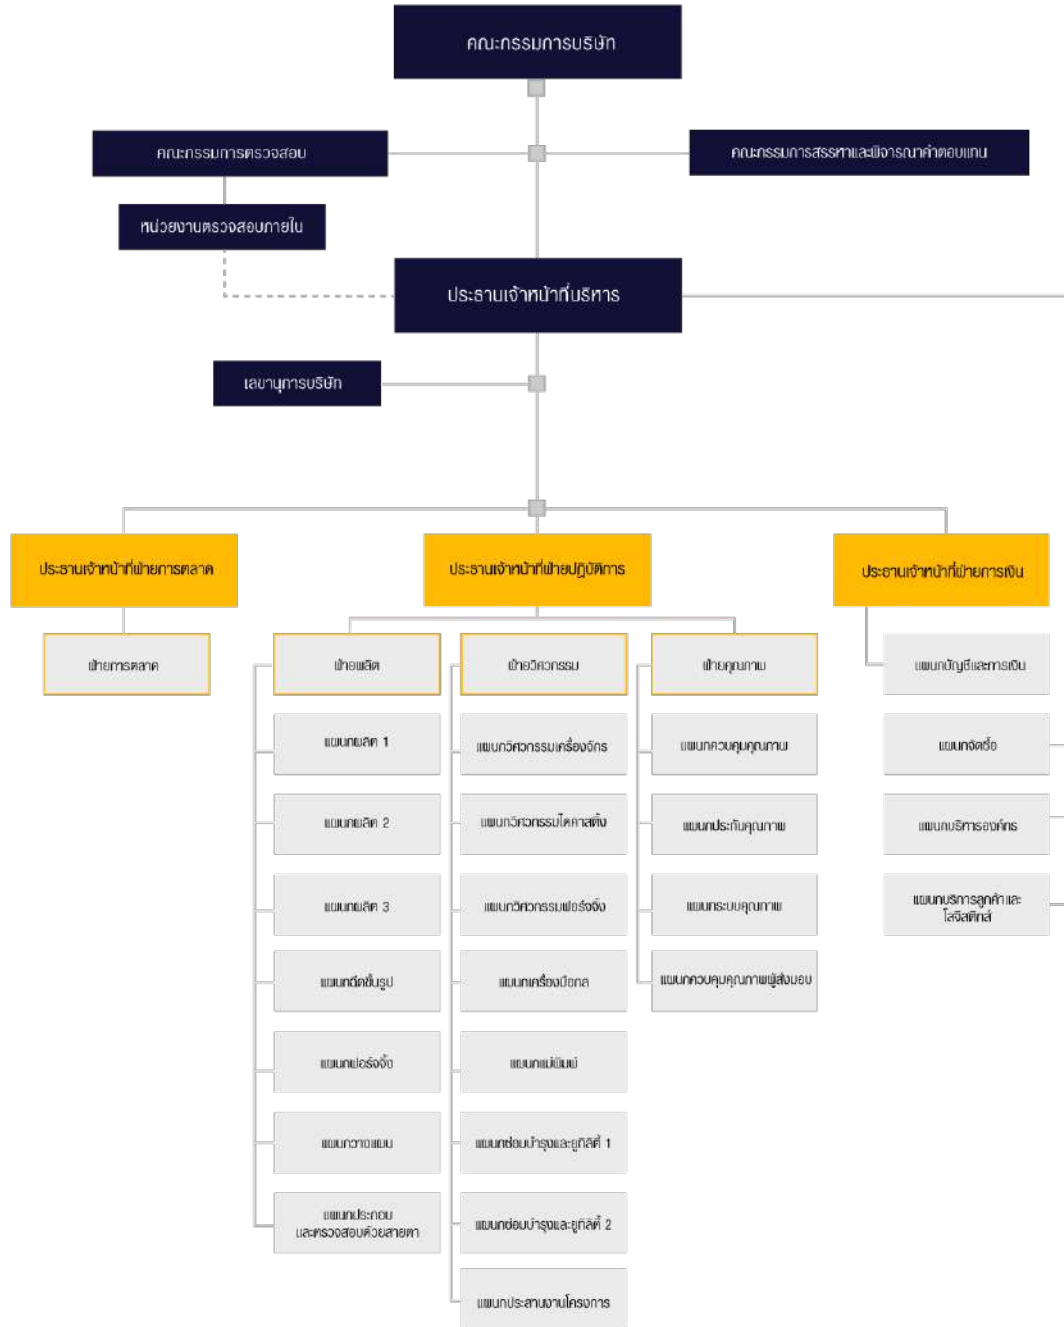 คณะกรรมการบริษัท
คณะกรรมการตรวจสอบ
คณะกรรมการสรรหาและพิจารณาค่าตอบแทน
หน่วยงานตรวจสอบภายใน
ประธานเจ้าหน้าที่บริหาร
เลขานุการบริษัท
ประธานเจ้าหน้าที่ฝ่ายการตลาด
ประธานเจ้าหน้าที่ฝ่ายปฏิบัติการ
ประธานเจ้าหน้าที่ฝ่ายการเงิน
ฝ่ายการตลาด
ฝ่ายผลิต
ฝ่ายวิศวกรรม
ฝ่ายคุณภาพ
แผนกบัญชีและการเงิน
แผนกผลิต 1
แผนกวิศวกรรมเครื่องจักร
แผนกควบคุมคุณภาพ
แผนกจัดซื้อ
แผนกผลิต 2
แผนกวิศวกรรมไดคาสติ้ง
แผนกประกันคุณภาพ
แผนกบริหารองค์กร
แผนกผลิต 3
แผนกวิศวกรรมฟอร์จจิ้ง
แผนกระบบคุณภาพ
แผนกบริการลูกค้าและ
โลจิสติกส์
แผนกฉีดขึ้นรูป
แผนกเครื่องมือกล
แผนกควบคุมคุณภาพผู้ส่งมอบ
แผนกฟอร์จจิ้ง
แผนกแม่พิมพ์
แผนกวางแผน
แผนกซ่อมบำรุงและยูทิลิตี้ 1
แผนกประกอบ
และตรวจสอบด้วยสายตา
แผนกซ่อมบำรุงและยูทิลิตี้ 2
แผนกประสานงานโครงการ